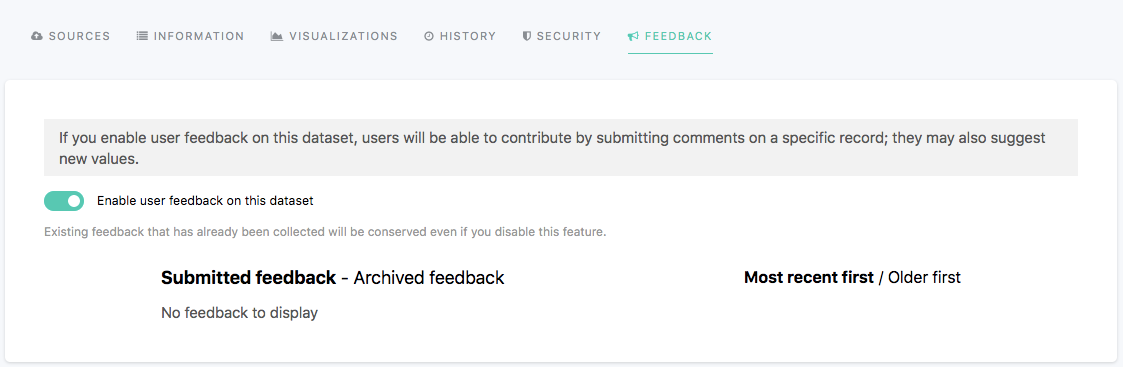 SOURCES INFORMATION VISUALIZATIONS HISTORY SECURITY FEEDBACK
If you enable user feedback on this dataset, users will be able to contribute by submitting comments on a specific record; they may also suggest
new values.
Enable user feedback on this dataset
Existing feedback that has already been collected will be conserved even if you disable this feature.
Submitted feedback - Archived feedback Most recent first / Older first
No feedback to display